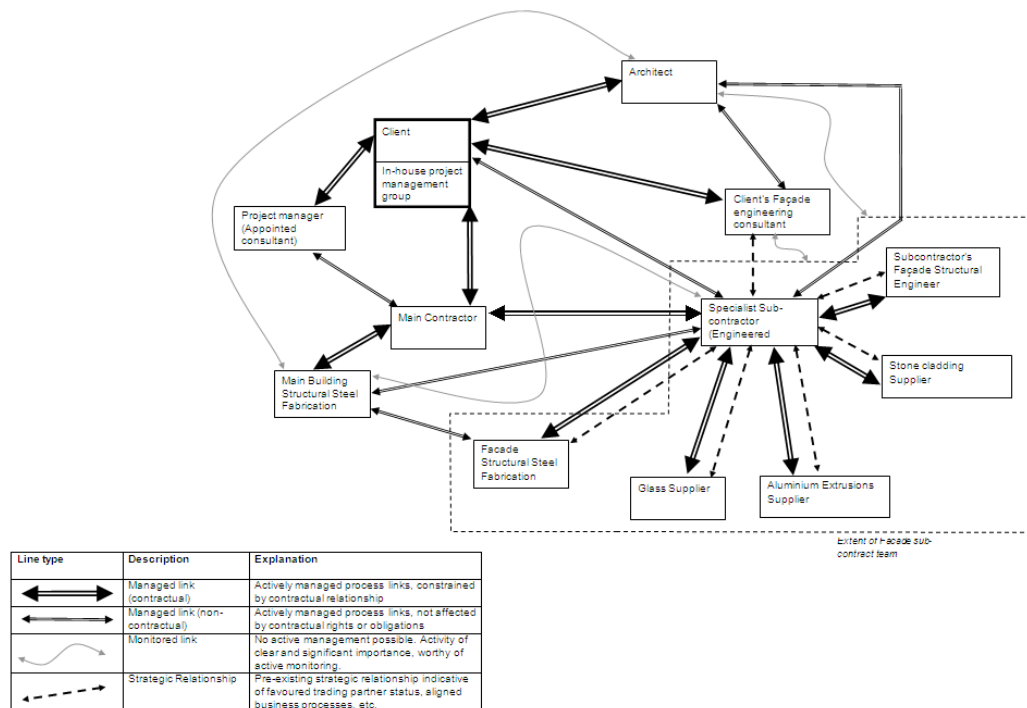 Architect
Client
In-house project
management
group
Client's Façade
engineering
consultant
Project manager
(Appointed
consultant)
Subcontractor's
Façade Structural
Engineer
Main Contractor
Specialist Sub-
contractor
(Engineered
Stone cladding
Supplier
Main Building
Structural Steel
Fabrication
Facade
Structural Steel
Fabrication
Glass Supplier
Aluminium Extrusions
Supplier
Extent of Facade sub-
contract team
Line type Description Explanation
Managed link
(contractual)
Actively managed process links, constrained
by contractual relationship
Managed link (non-
contractual)
Actively managed process links, not affected
by contractual rights or obligations
Monitored link
No active management possible. Activity of
clear and significant importance, worthy of
active monitoring.
Strategic Relationship
Pre-existing strategic relationship indicative
of favoured trading partner status, aligned
business processes, etc.